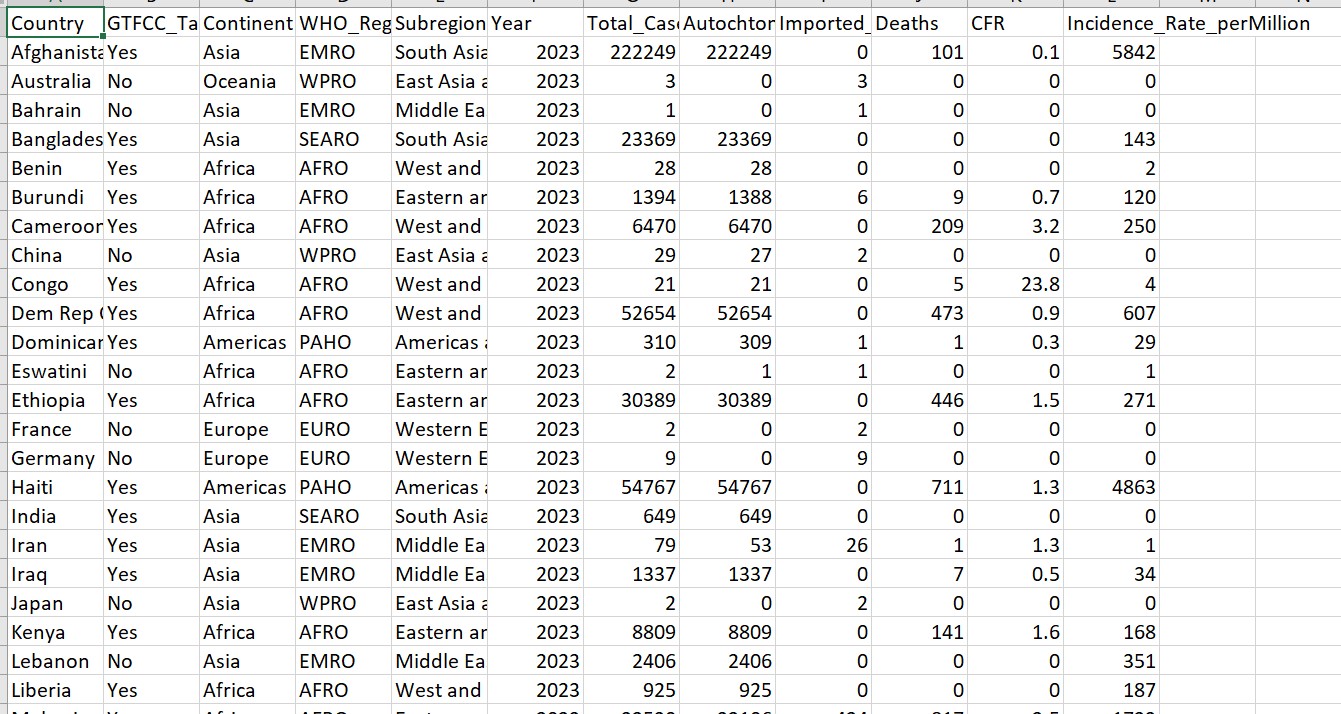 Country GTFCC_Ta Continent WHO_Reg Subregion Year Total_Cas Autochtor Imported_ Deaths CFR Incidence_Rate_perMillion
Afghanista Yes Asia EMRO South Asia 2023 222249 222249 0 101 0.1 5842
Australia No Oceania WPRO East Asia a 2023 3 0 3 0 0 0
Bahrain No Asia EMRO Middle Ea 2023 1 0 1 0 0 0
Banglades Yes Asia SEARO South Asia 2023 23369 23369 0 0 0 143
Benin Yes Africa AFRO West and 2023 28 28 0 0 0 2
Burundi Yes Africa AFRO Eastern ar 2023 1394 1388 6 9 0.7 120
Cameroon Yes Africa AFRO West and 2023 6470 6470 0 209 3.2 250
China No Asia WPRO East Asia a 2023 29 27 2 0 0 0
Congo Yes Africa AFRO West and 2023 21 21 0 5 23.8 4
Dem Rep Yes Africa AFRO West and 2023 52654 52654 0 473 0.9 607
Dominicar Yes Americas PAHO Americas a 2023 310 309 1 1 0.3 29
Eswatini No Africa AFRO Eastern ar 2023 2 1 1 0 0 1
Ethiopia Yes Africa AFRO Eastern ar 2023 30389 30389 0 446 1.5 271
France No Europe EURO Western E 2023 2 0 2 0 0 0
Germany No Europe EURO Western E 2023 9 0 9 0 0 0
Haiti Yes Americas PAHO Americas a 2023 54767 54767 0 711 1.3 4863
India Yes Asia SEARO South Asia 2023 649 649 0 0 0 0
Iran Yes Asia EMRO Middle Ea 2023 79 53 26 1 1.3 1
Iraq Yes Asia EMRO Middle Ea 2023 1337 1337 0 7 0.5 34
Japan No Asia WPRO East Asia a 2023 2 0 2 0 0 0
Kenya Yes Africa AFRO Eastern ar 2023 8809 8809 0 141 1.6 168
Lebanon No Asia EMRO Middle Ea 2023 2406 2406 0 0 0 351
Liberia Yes Africa AFRO West and 2023 925 925 0 0 0 187